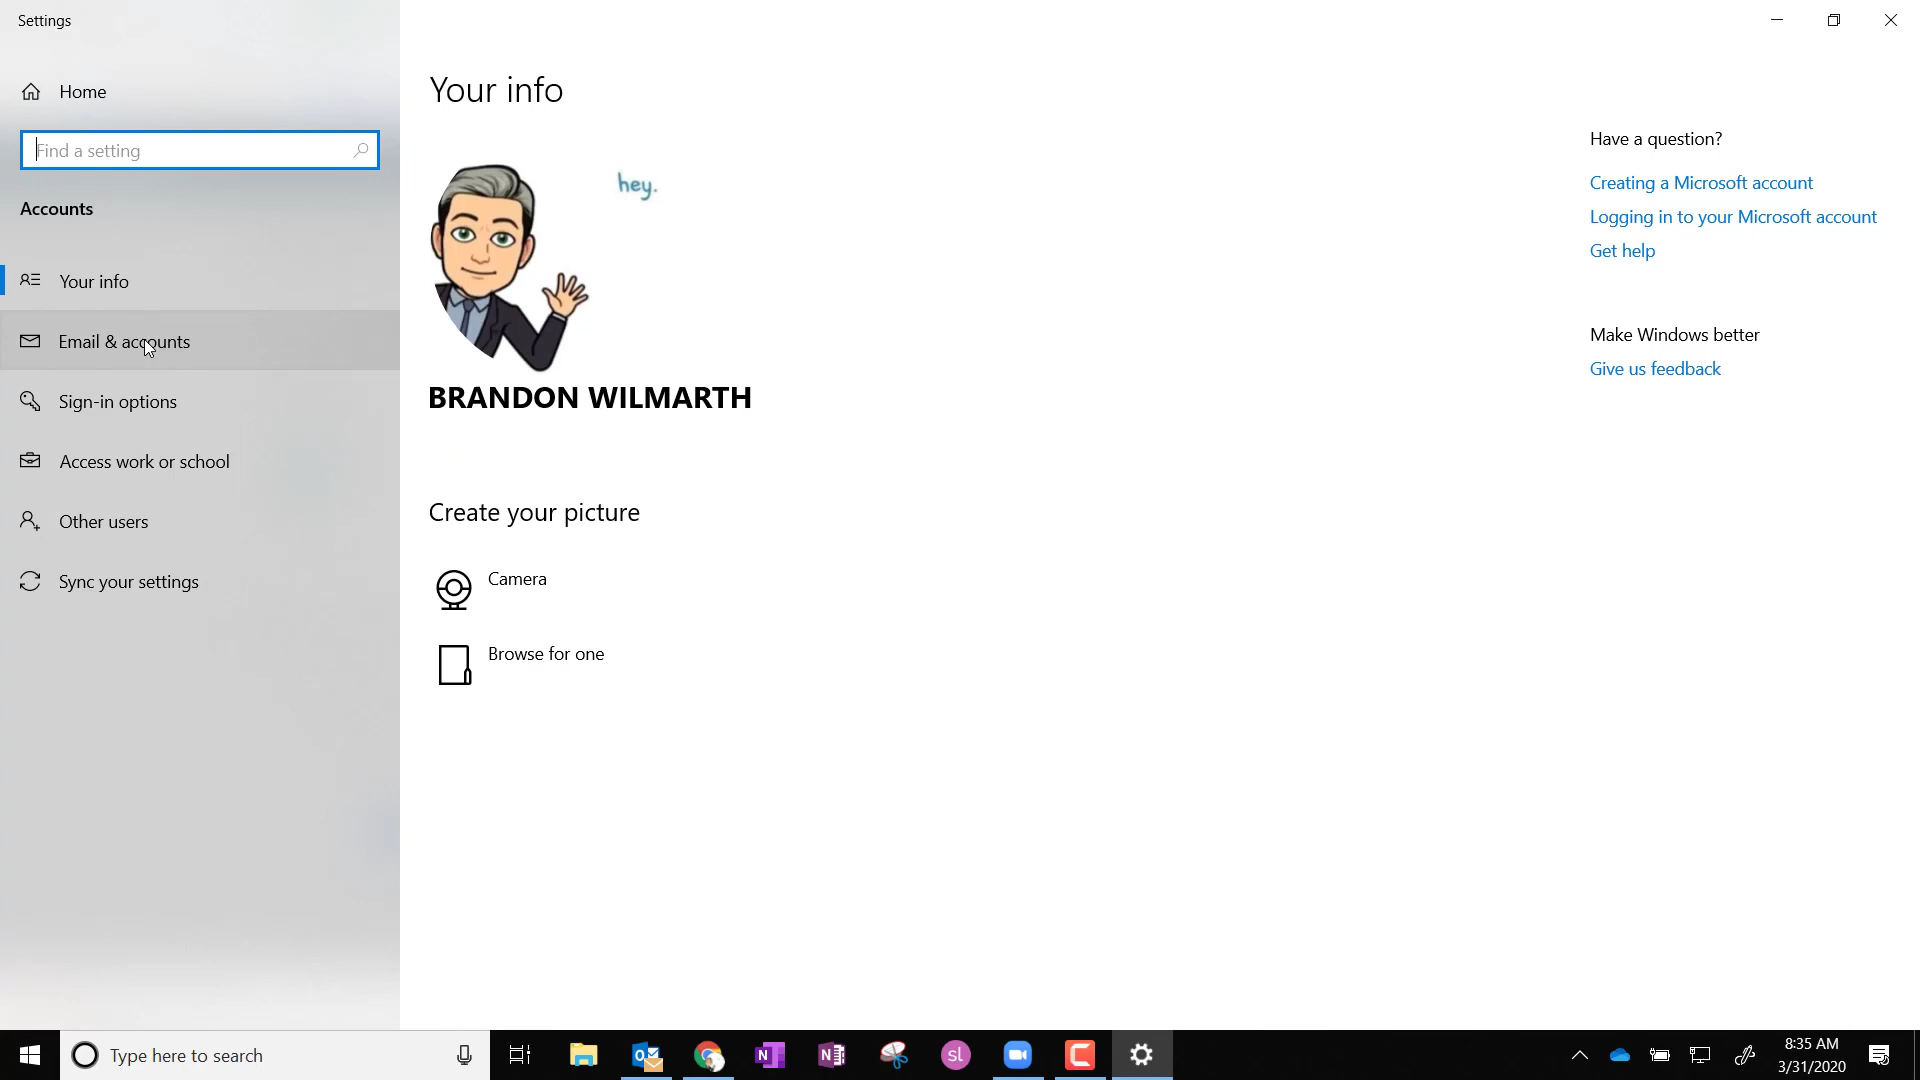 Settings
Home
Find a setting
Accounts
Your info
Email & accounts
Sign-in options
Access work or school
Other users
Sync your settings
Your info
hey.
BRANDON WILMARTH
Create your picture
Camera
Browse for one
Have a question?
Creating a Microsoft account
Logging in to your Microsoft account
Get help
Make Windows better
Give us feedback
Type here to search
O
N
N
sl
C
8:35 AM
3/31/2020